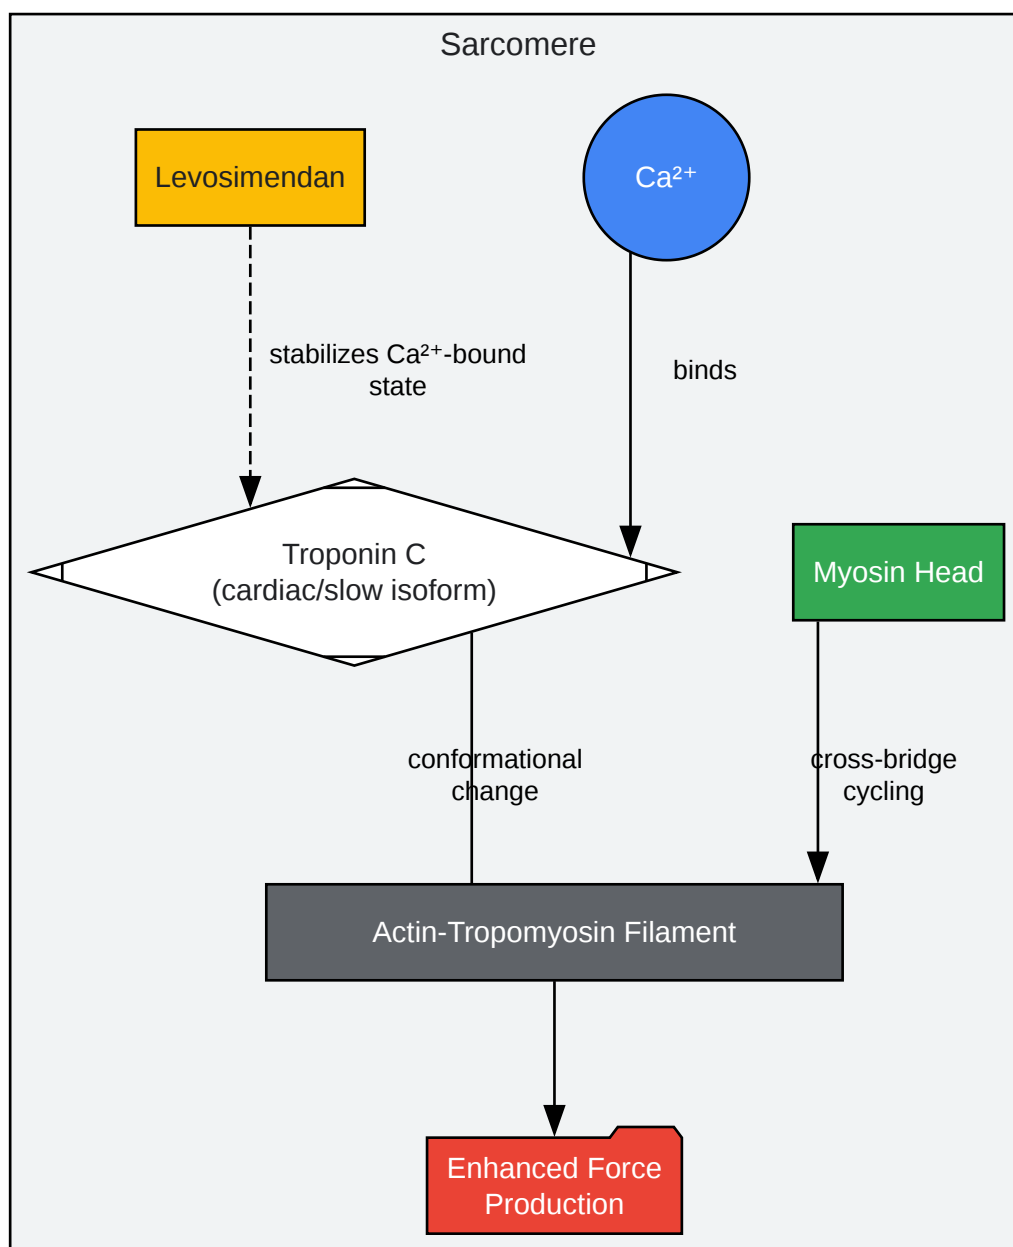 Sarcomere
Levosimendan
Ca²⁺
stabilizes Ca²⁺-bound
state
binds
Troponin C
(cardiac/slow isoform)
Myosin Head
conformational
change
cross-bridge
cycling
Actin-Tropomyosin Filament
Enhanced Force
Production